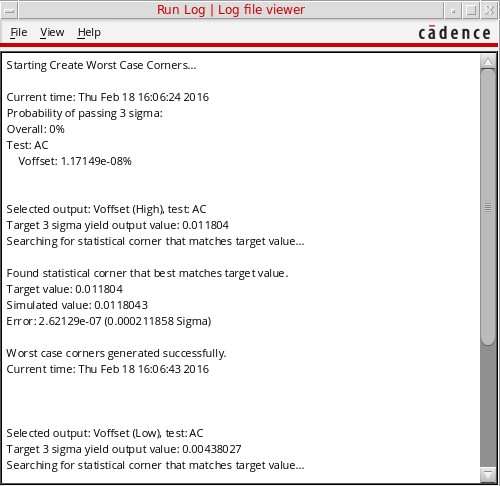 Run Log | Log file viewer
File View Help
cādence
Starting Create Worst Case Corners...
Current time: Thu Feb 18 16:06:24 2016
Probability of passing 3 sigma:
Overall: 0%
Test: AC
Voffset: 1.17149e-08%
Selected output: Voffset (High), test: AC
Target 3 sigma yield output value: 0.011804
Searching for statistical corner that matches target value...
Found statistical corner that best matches target value.
Target value: 0.011804
Simulated value: 0.0118043
Error: 2.62129e-07 (0.000211858 Sigma)
Worst case corners generated successfully.
Current time: Thu Feb 18 16:06:43 2016
Selected output: Voffset (Low), test: AC
Target 3 sigma yield output value: 0.00438027
Searching for statistical corner that matches target value...